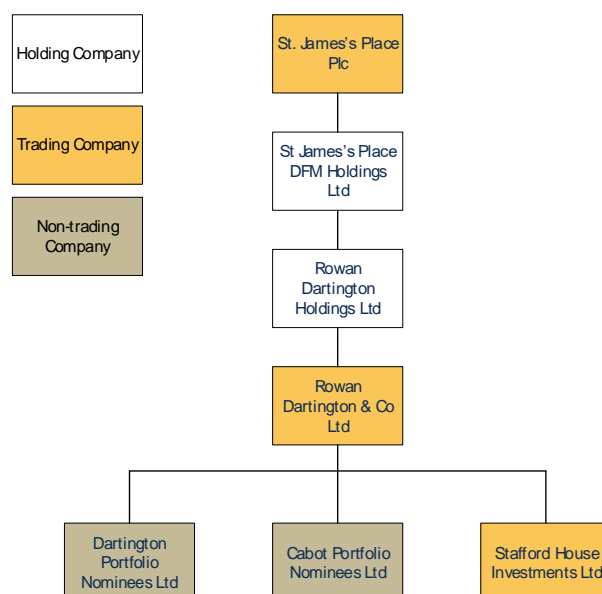 Holding Company
Trading Company
Non-trading
Company
St. James's Place
Plc
St James's Place
DFM Holdings
Ltd
Rowan
Dartington
Holdings Ltd
Rowan
Dartington & Co
Ltd
Dartington
Portfolio
Nominees Ltd
Cabot Portfolio
Nominees Ltd
Stafford House
Investments Ltd